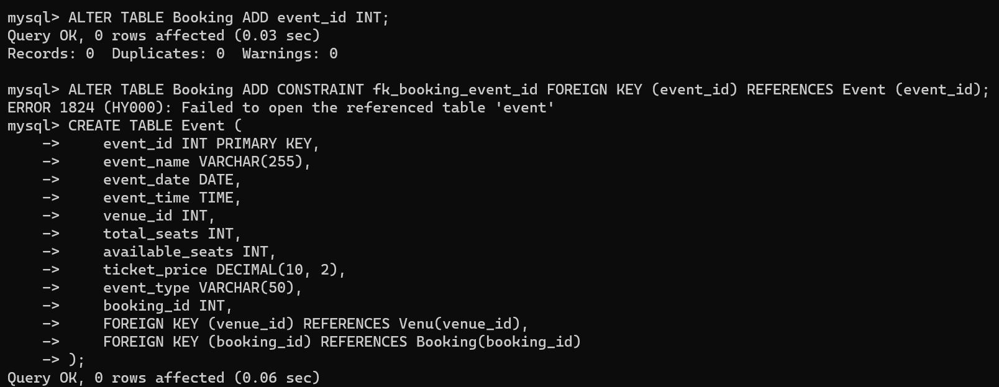 mysql> ALTER TABLE Booking ADD event_id INT;
Query OK, 0 rows affected (0.03 sec)
Records: 0  Duplicates: 0  Warnings: 0

mysql> ALTER TABLE Booking ADD CONSTRAINT fk_booking_event_id FOREIGN KEY (event_id) REFERENCES Event (event_id);
ERROR 1824 (HY000): Failed to open the referenced table 'event'
mysql> CREATE TABLE Event (
    ->     event_id INT PRIMARY KEY,
    ->     event_name VARCHAR(255),
    ->     event_date DATE,
    ->     event_time TIME,
    ->     venue_id INT,
    ->     total_seats INT,
    ->     available_seats INT,
    ->     ticket_price DECIMAL(10, 2),
    ->     event_type VARCHAR(50),
    ->     booking_id INT,
    ->     FOREIGN KEY (venue_id) REFERENCES Venu(venue_id),
    ->     FOREIGN KEY (booking_id) REFERENCES Booking(booking_id)
    -> );
Query OK, 0 rows affected (0.06 sec)